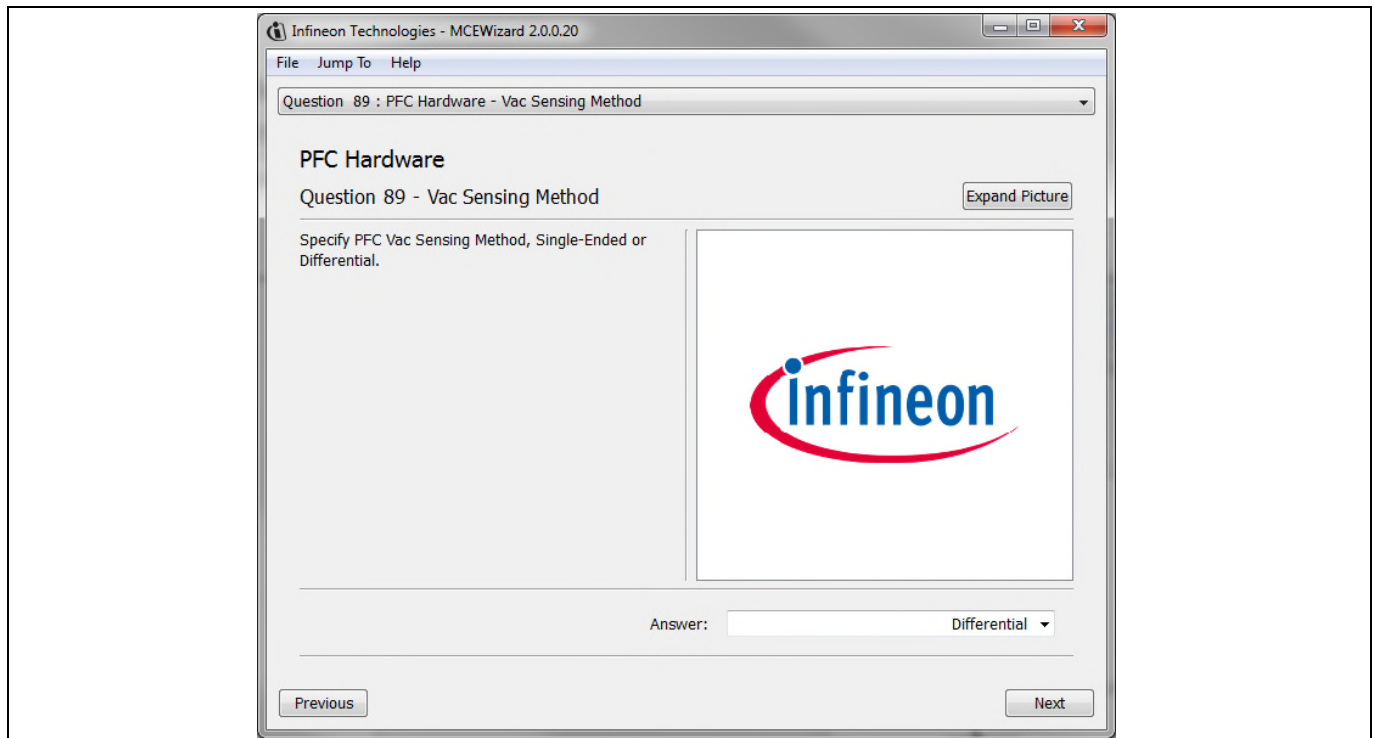 Infineon Technologies - MCEWizard 2.0.0.20
File Jump To Help
Question 89 : PFC Hardware - Vac Sensing Method
PFC Hardware
Question 89 - Vac Sensing Method
Expand Picture
Specify PFC Vac Sensing Method, Single-Ended or
Differential.
infineon
Answer:
Differential
Previous
Next